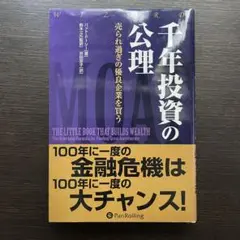 千年投資の公理
売られ過ぎの優良企業を買う
MOAT
THE LITTLE BOOK THAT BUILDS WEALTH
100年に一度の
金融危機は
100年に一度の
大チャンス!
PanRolling